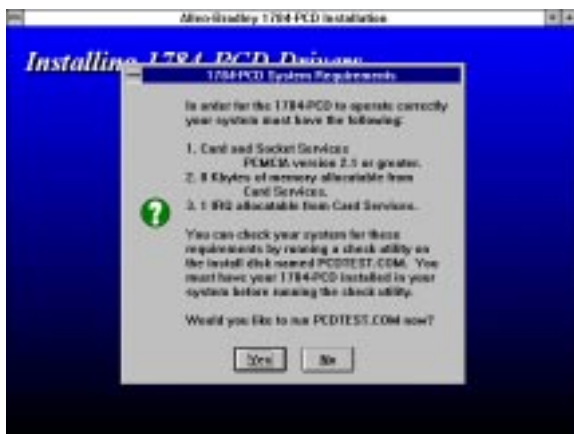 Allen-Bradley 1784-PCD Installation
Installing 1784-PCD Drivers
1784-PCD System Requirements
In order for the 1784-PCD to operate correctly
your system must have the following:
1. Card and Socket Services
PCMCIA version 2.1 or greater.
2. 8 Kbytes of memory allocatable from
Card Services.
3. 1 IRQ allocatable from Card Services.
You can check your system for these
requirements by running a check utility on
the install disk named PCDTEST.COM. You
must have your 1784-PCD installed in your
system before running the check utility.
Would you like to run PCDTEST.COM now?
Yes
No